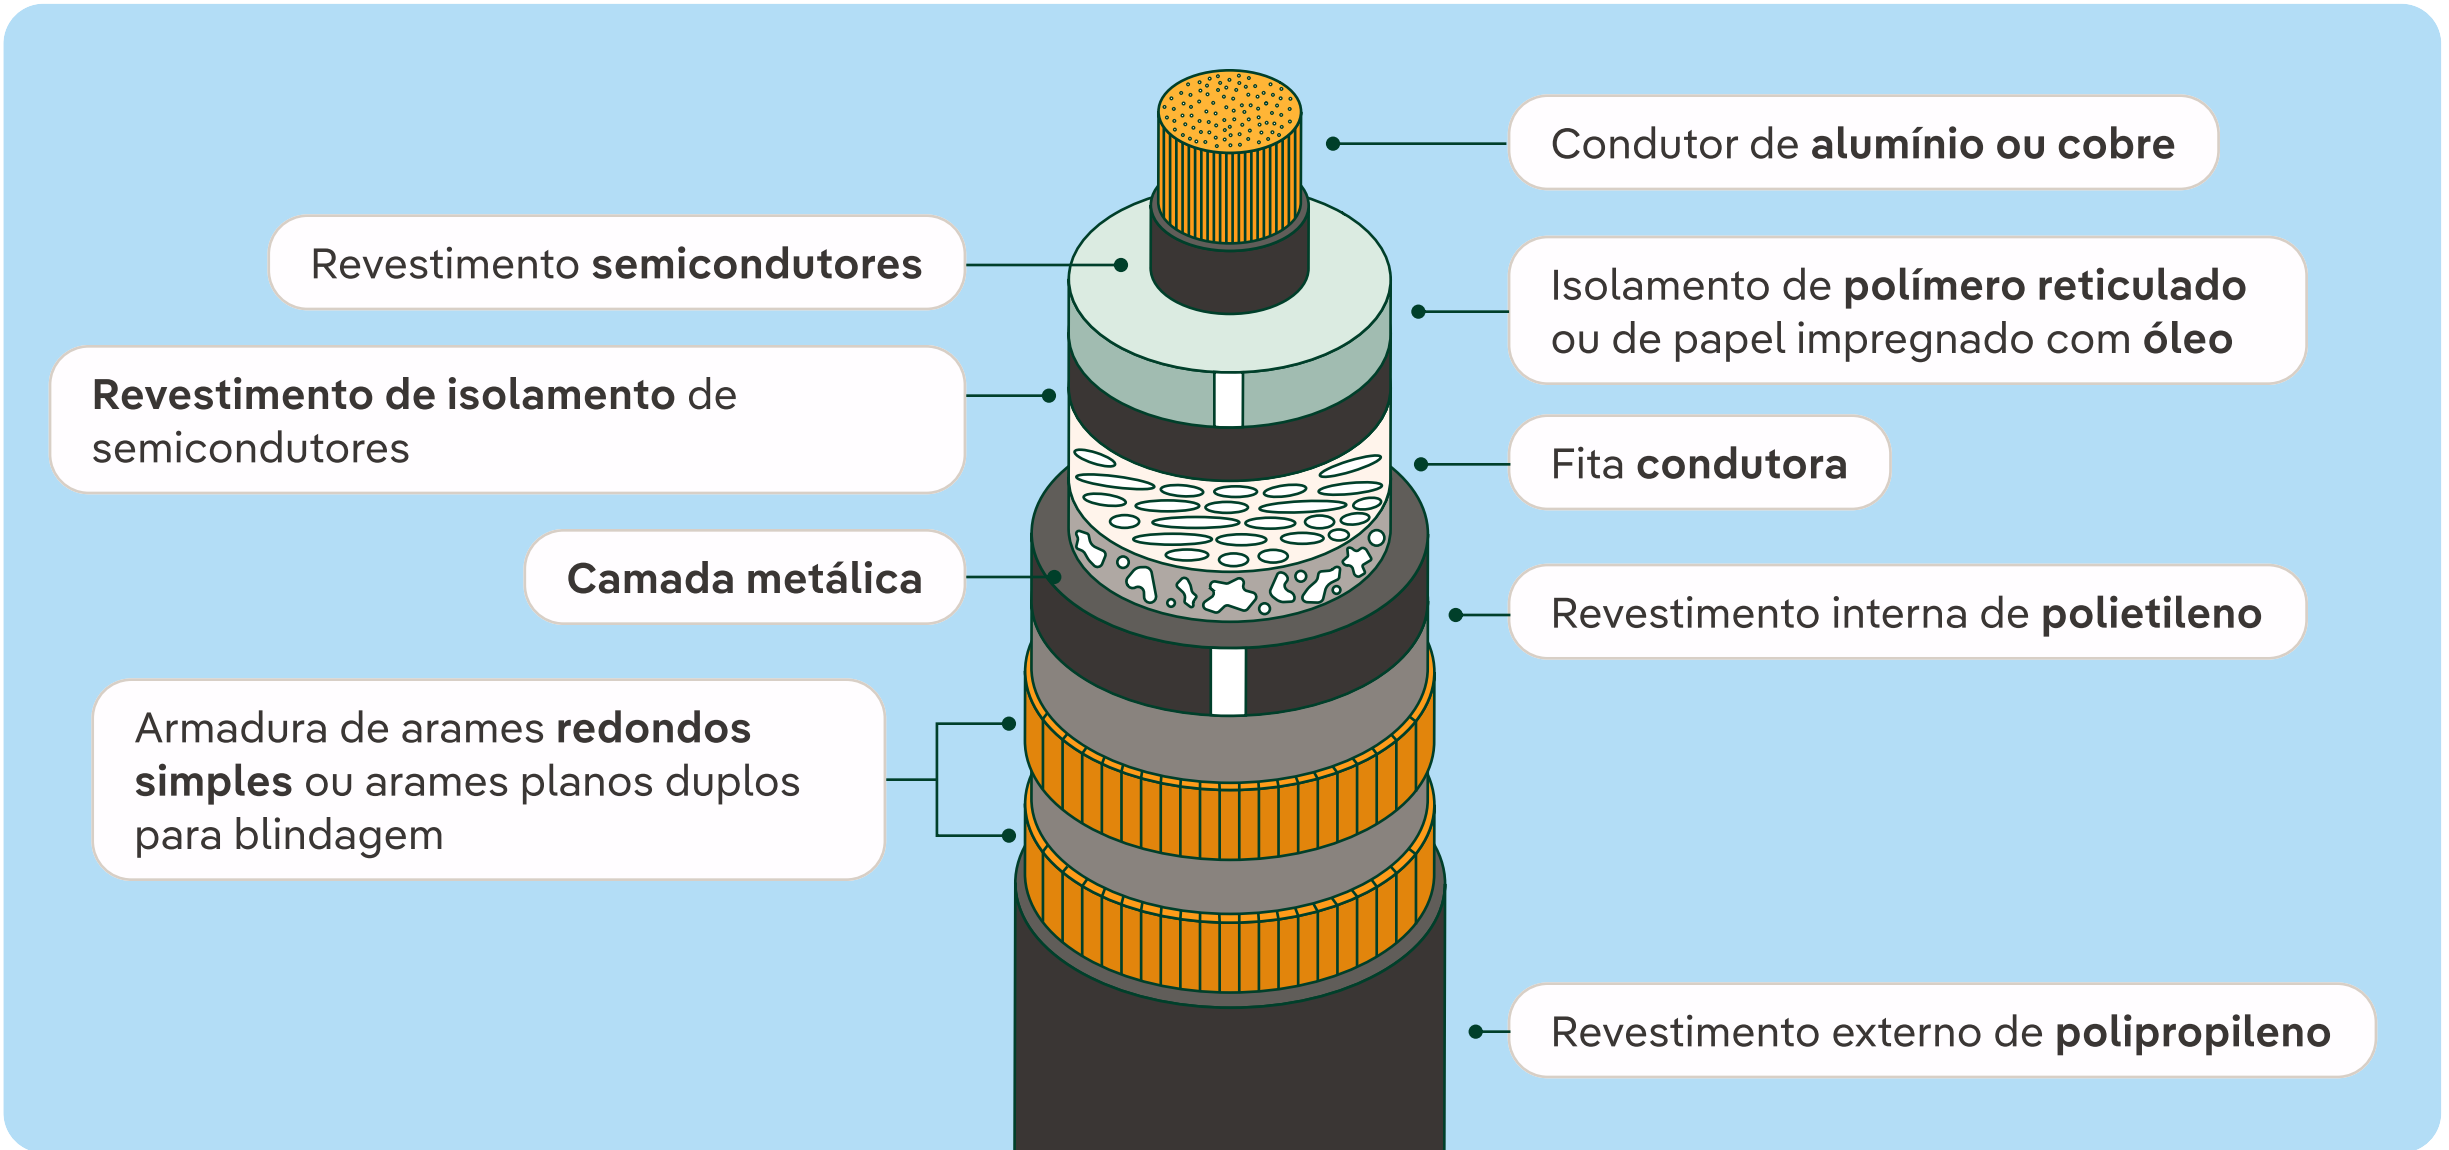 Condutor de alumínio ou cobre
Revestimento semicondutores
Isolamento de polímero reticulado
ou de papel impregnado com óleo
Revestimento de isolamento de
semicondutores
Fita condutora
Camada metálica
Revestimento interna de polietileno
Armadura de arames redondos
simples ou arames planos duplos
para blindagem
Revestimento externo de polipropileno